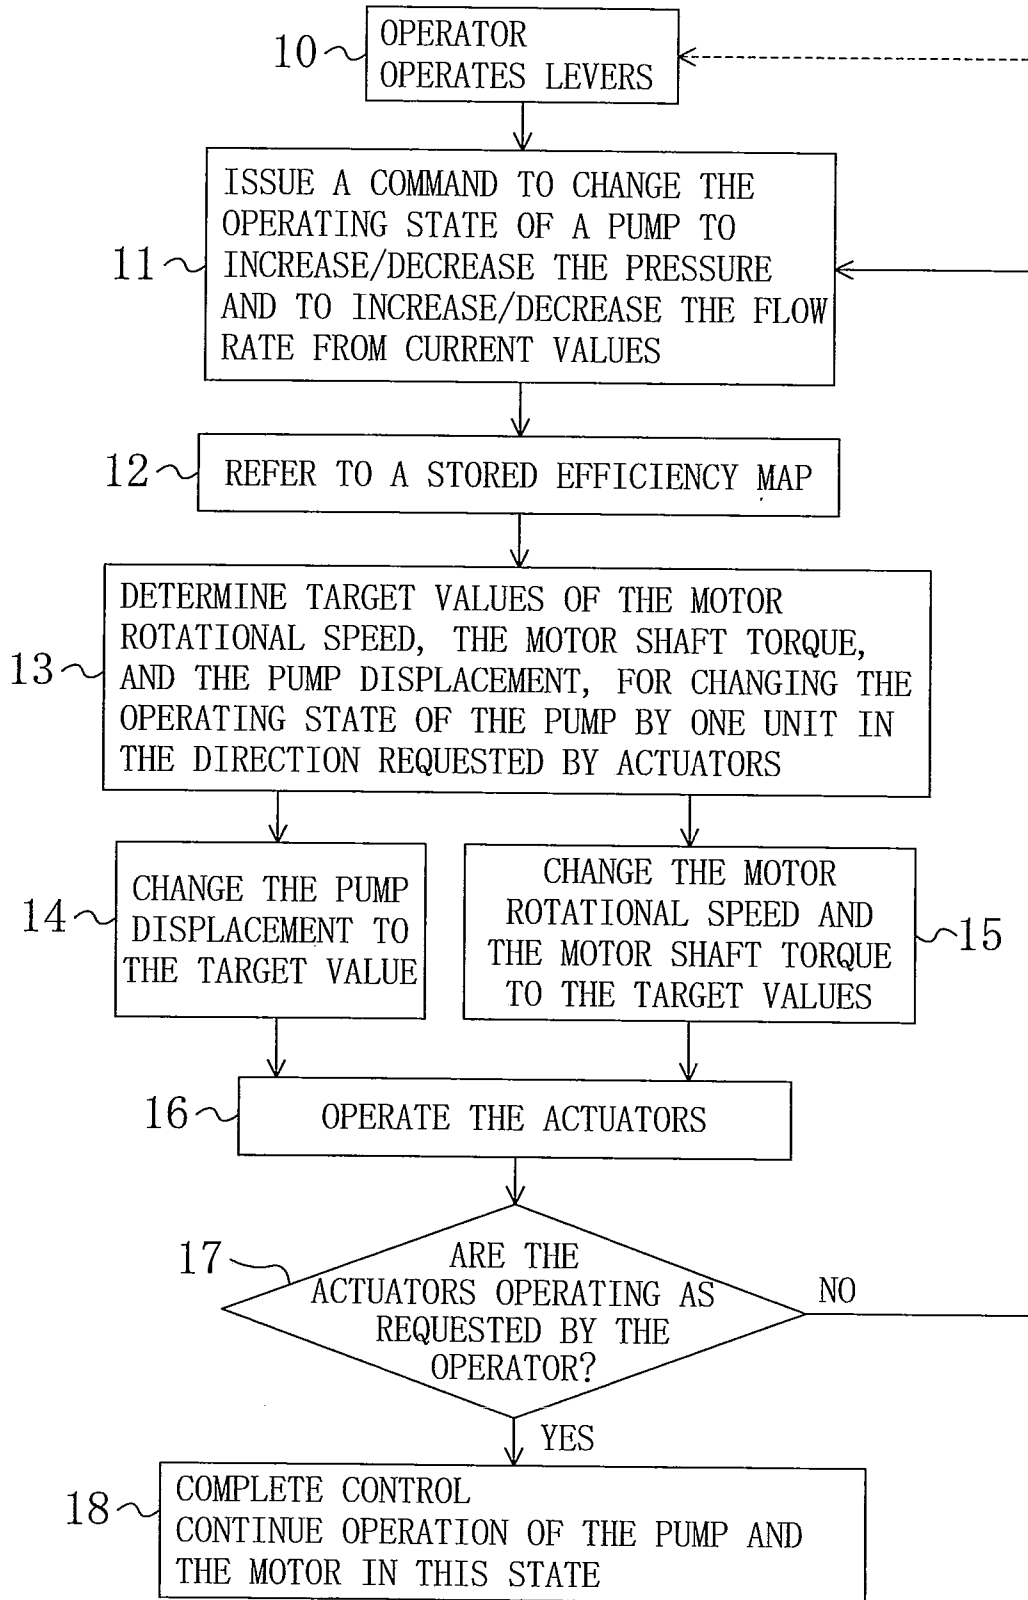 10
OPERATOR
OPERATES LEVERS
11
ISSUE A COMMAND TO CHANGE THE
OPERATING STATE OF A PUMP TO
INCREASE/DECREASE THE PRESSURE
AND TO INCREASE/DECREASE THE FLOW
RATE FROM CURRENT VALUES
12
REFER TO A STORED EFFICIENCY MAP
13
DETERMINE TARGET VALUES OF THE MOTOR
ROTATIONAL SPEED, THE MOTOR SHAFT TORQUE,
AND THE PUMP DISPLACEMENT, FOR CHANGING THE
OPERATING STATE OF THE PUMP BY ONE UNIT IN
THE DIRECTION REQUESTED BY ACTUATORS
14
CHANGE THE PUMP
DISPLACEMENT TO
THE TARGET VALUE
CHANGE THE MOTOR
ROTATIONAL SPEED AND
THE MOTOR SHAFT TORQUE
TO THE TARGET VALUES
15
16
OPERATE THE ACTUATORS
17
ARE THE
ACTUATORS OPERATING AS
REQUESTED BY THE
OPERATOR?
NO
YES
18
COMPLETE CONTROL
CONTINUE OPERATION OF THE PUMP AND
THE MOTOR IN THIS STATE